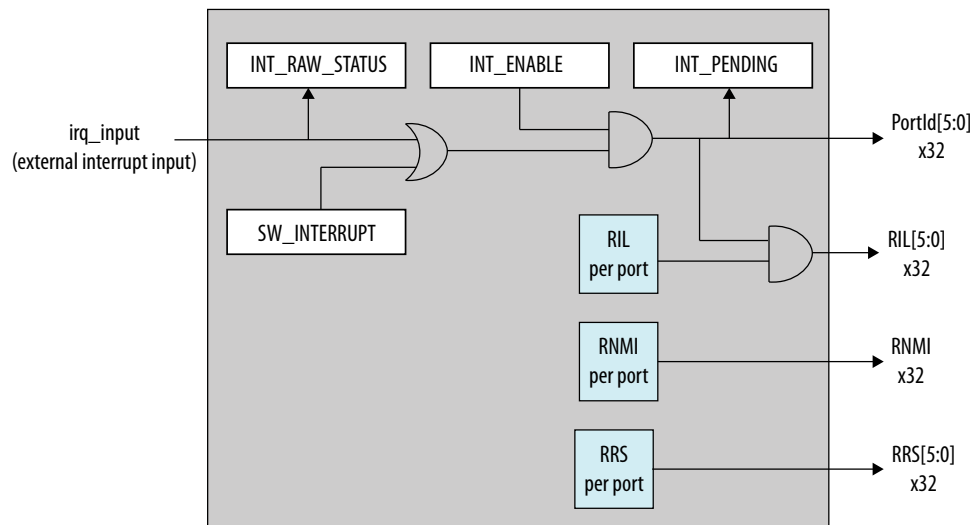 INT_RAW_STATUS
INT_ENABLE
INT_PENDING
irq_input
(external interrupt input)
PortId[5:0]
x32
SW_INTERRUPT
RIL
per port
RIL[5:0]
x32
RNMI
per port
RNMI
x32
RRS
per port
RRS[5:0]
x32